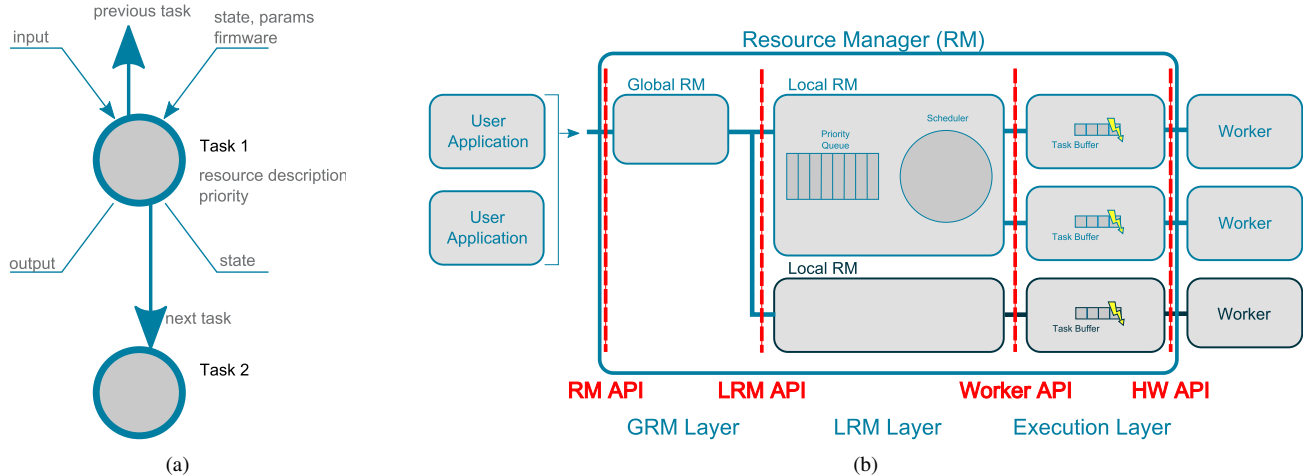 previous task
input
state, params
firmware
Task 1
resource description
priority
output
state
next task
Task 2
(a)
Resource Manager (RM)
Global RM
Local RM
User
Application
User
Application
Priority
Queue
Scheduler
Task Buffer
Worker
Task Buffer
Worker
Local RM
Task Buffer
Worker
RM API
LRM API
Worker API
HW API
GRM Layer
LRM Layer
Execution Layer
(b)